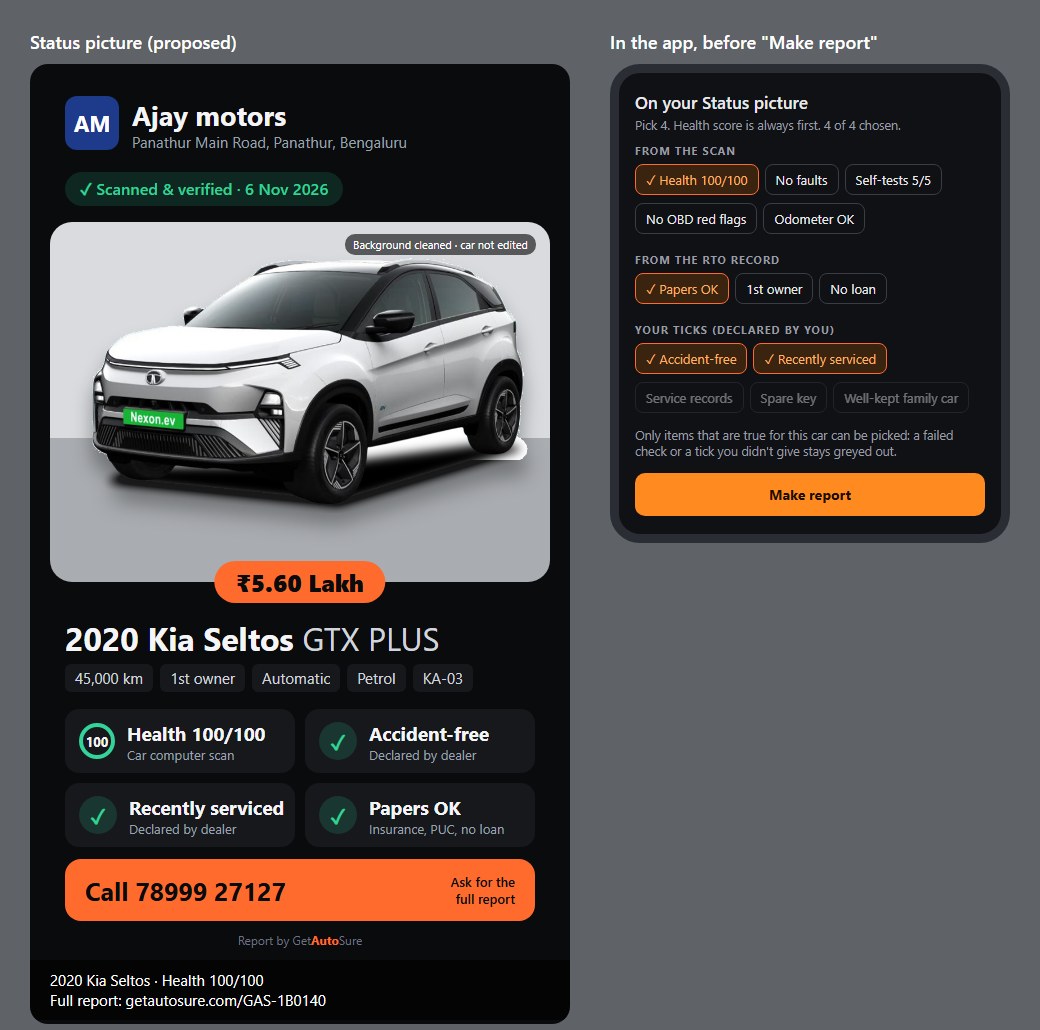 Status picture (proposed)
AM
Ajay motors
Panathur Main Road, Panathur, Bengaluru
✓ Scanned & verified · 6 Nov 2026
Background cleaned · car not edited
Nexon.ev
₹5.60 Lakh
2020 Kia Seltos GTX PLUS
45,000 km
1st owner
Automatic
Petrol
KA-03
100
Health 100/100
Car computer scan
✓
Accident-free
Declared by dealer
✓
Recently serviced
Declared by dealer
✓
Papers OK
Insurance, PUC, no loan
Call 78999 27127
Ask for the
full report
Report by GetAutoSure
2020 Kia Seltos · Health 100/100
Full report: getautosure.com/GAS-1B0140
In the app, before "Make report"
On your Status picture
Pick 4. Health score is always first. 4 of 4 chosen.
FROM THE SCAN
✓ Health 100/100
No faults
Self-tests 5/5
No OBD red flags
Odometer OK
FROM THE RTO RECORD
✓ Papers OK
1st owner
No loan
YOUR TICKS (DECLARED BY YOU)
✓ Accident-free
✓ Recently serviced
Service records
Spare key
Well-kept family car
Only items that are true for this car can be picked: a failed
check or a tick you didn't give stays greyed out.
Make report